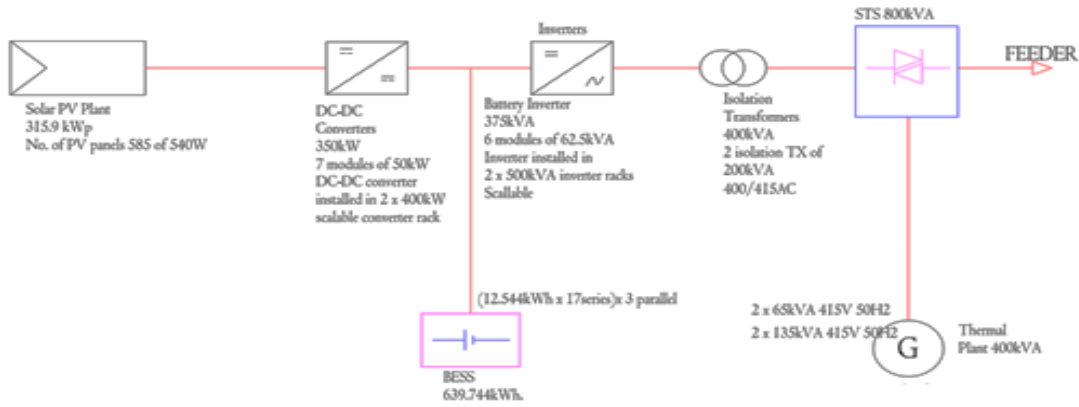 Solar PV Plant
315.9 kWp
No. of PV panels 585 of 540W
DC-DC
Converters
350kW
7 modules of 50kW
DC-DC converter
installed in 2 x 400kW
scalable converter rack
Inverters
Battery Inverter
375kVA
6 modules of 62.5kVA
Inverter installed in
2 x 500kVA inverter racks
Scallable
Isolation
Transformers
400kVA
2 isolation TX of
200kVA
400/415AC
STS 800kVA
FEEDER
(12.544kWh x 17series)x 3 parallel
BESS
639.744kWh.
2 x 65kVA 415V 50H2
2 x 135kVA 415V 50H2
G
Thermal
Plant 400kVA